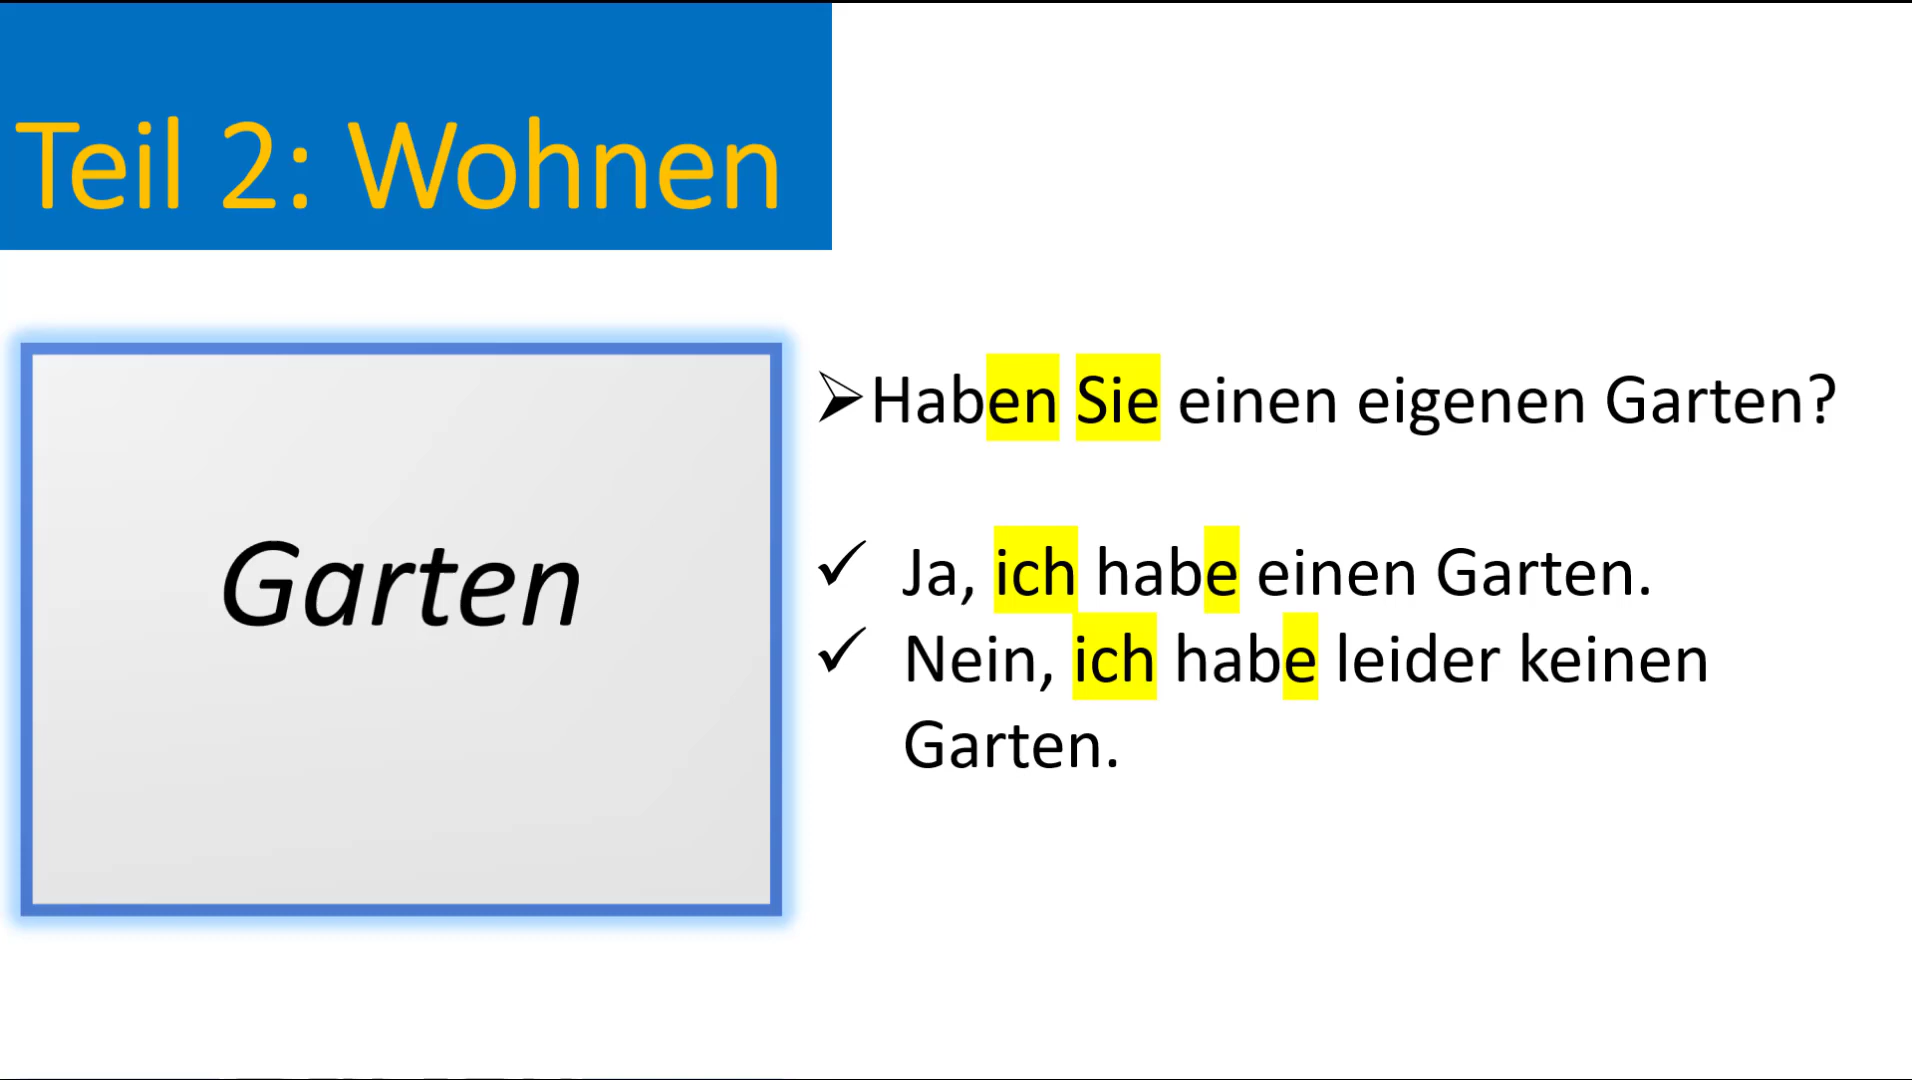 Teil 2: Wohnen
Garten
Haben Sie einen eigenen Garten?
Ja, ich habe einen Garten.
Nein, ich habe leider keinen
Garten.